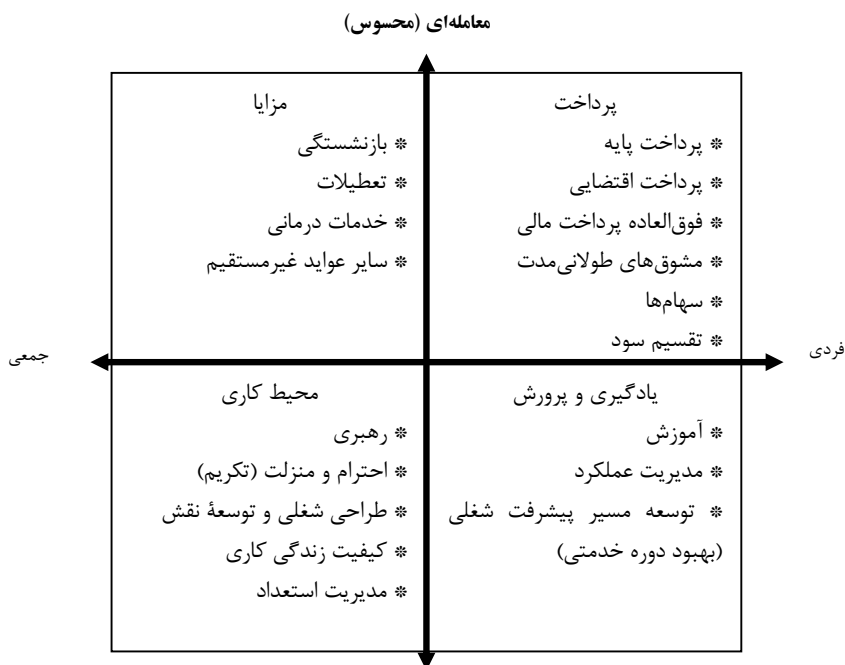 معامله‌ای (محسوس)
پرداخت
* پرداخت پایه
* پرداخت اقتضایی
* فوق‌العاده پرداخت مالی
* مشوق‌های طولانی‌مدت
* سهام‌ها
* تقسیم سود
مزایا
* بازنشستگی
* تعطیلات
* خدمات درمانی
* سایر عواید غیرمستقیم
فردی
جمعی
یادگیری و پرورش
* آموزش
* مدیریت عملکرد
* توسعه مسیر پیشرفت شغلی
(بهبود دوره خدمتی)
محیط کاری
* رهبری
* احترام و منزلت (تکریم)
* طراحی شغلی و توسعۀ نقش
* کیفیت زندگی کاری
* مدیریت استعداد